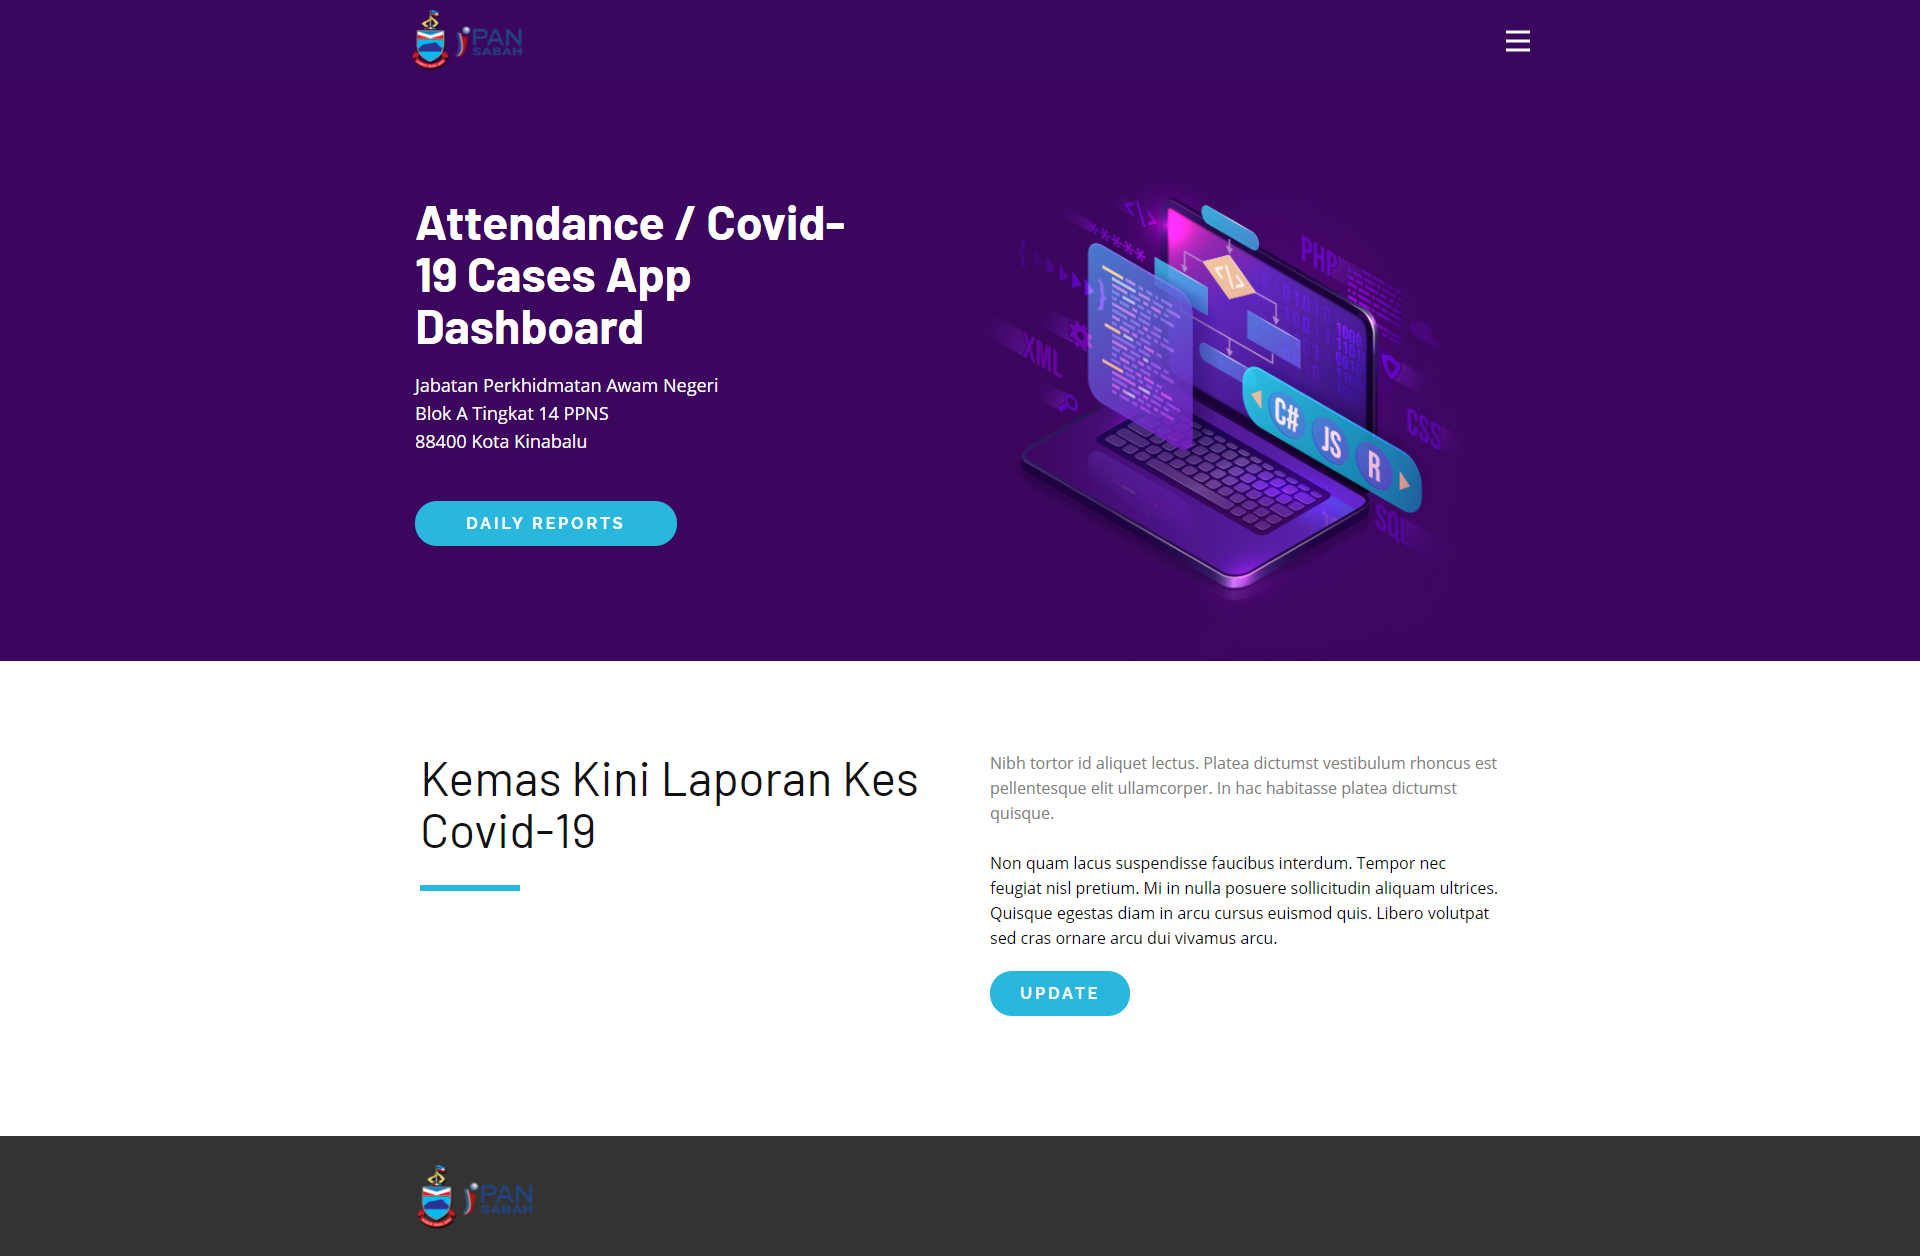 jPAN
SABAH
Attendance / Covid-
19 Cases App
Dashboard
Jabatan Perkhidmatan Awam Negeri
Blok A Tingkat 14 PPNS
88400 Kota Kinabalu
DAILY REPORTS
</>
*****
PHP
</>
XML
C#
JS
R
CSS
SQL
Kemas Kini Laporan Kes
Covid-19
Nibh tortor id aliquet lectus. Platea dictumst vestibulum rhoncus est
pellentesque elit ullamcorper. In hac habitasse platea dictumst
quisque.
Non quam lacus suspendisse faucibus interdum. Tempor nec
feugiat nisl pretium. Mi in nulla posuere sollicitudin aliquam ultrices.
Quisque egestas diam in arcu cursus euismod quis. Libero volutpat
sed cras ornare arcu dui vivamus arcu.
UPDATE
jPAN
SABAH